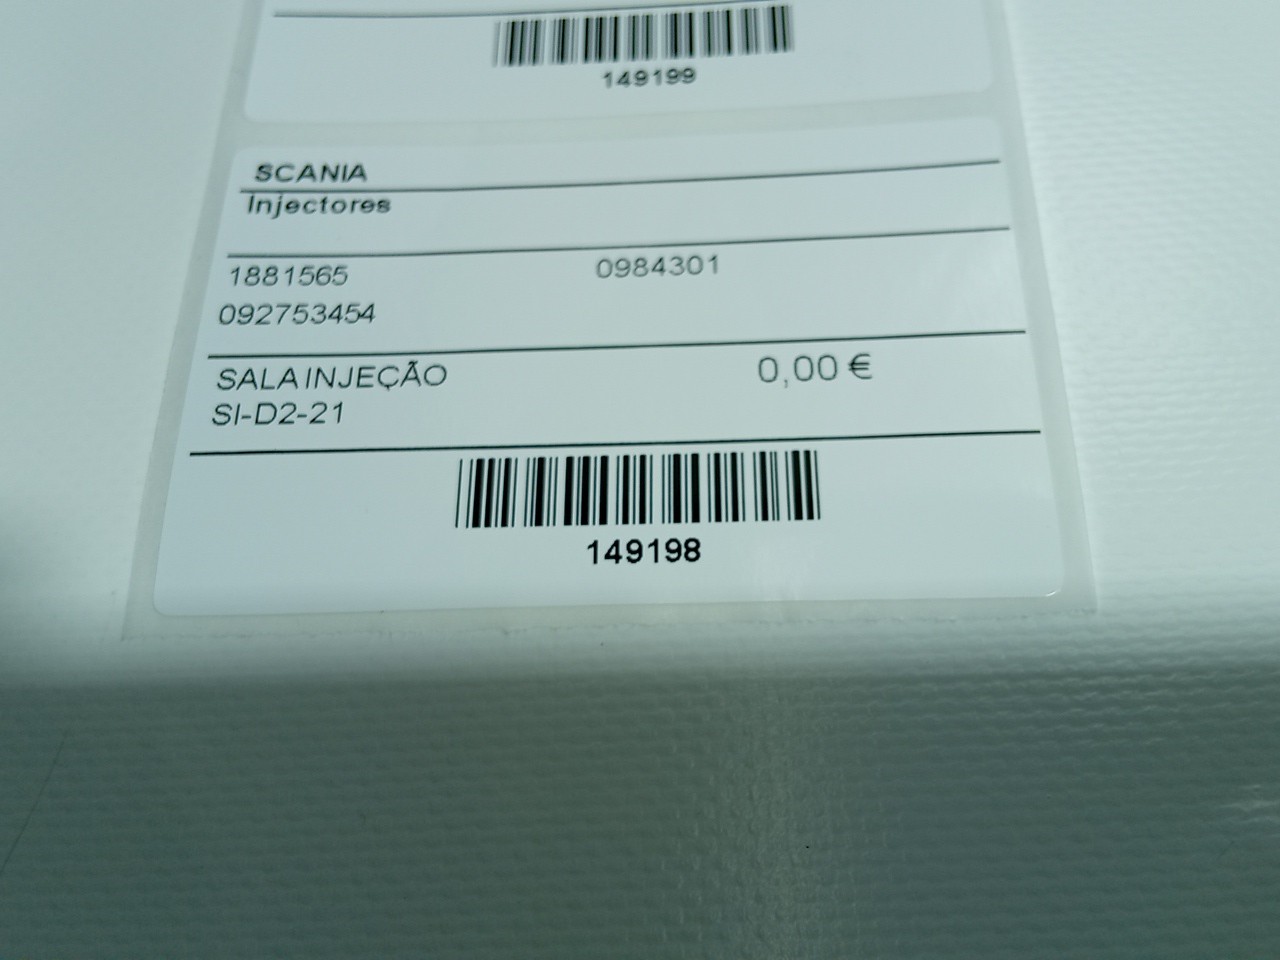 149199
SCANIA
Injectores
1881565 0984301
092753454
SALA INJEÇÃO 0,00 €
SI-D2-21
149198